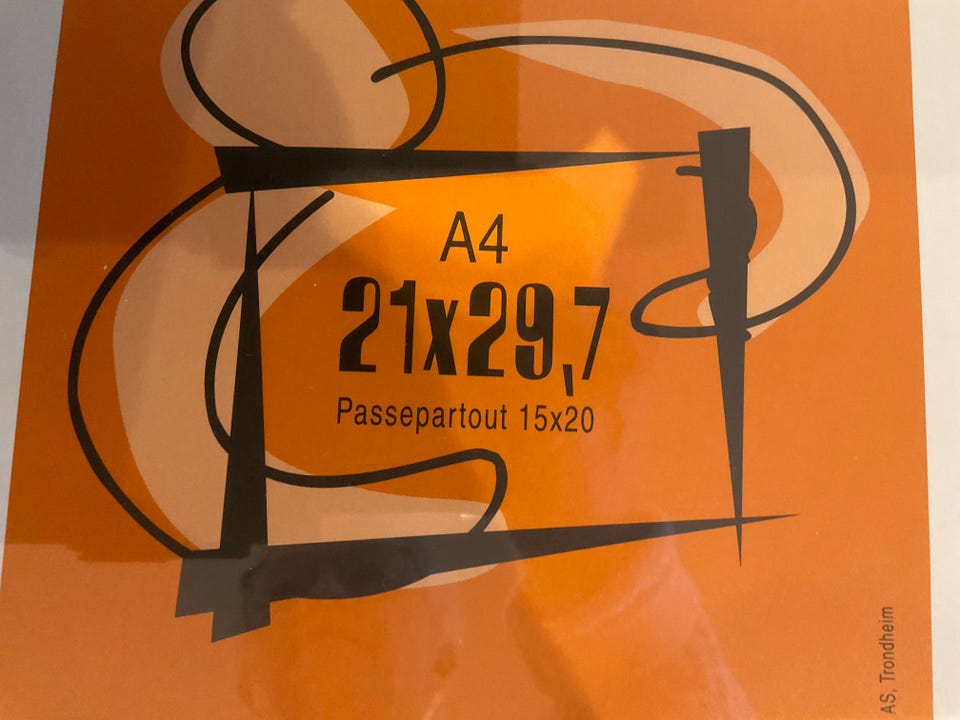 A4
21x29,7
Passepartout 15x20
AS, Trondheim